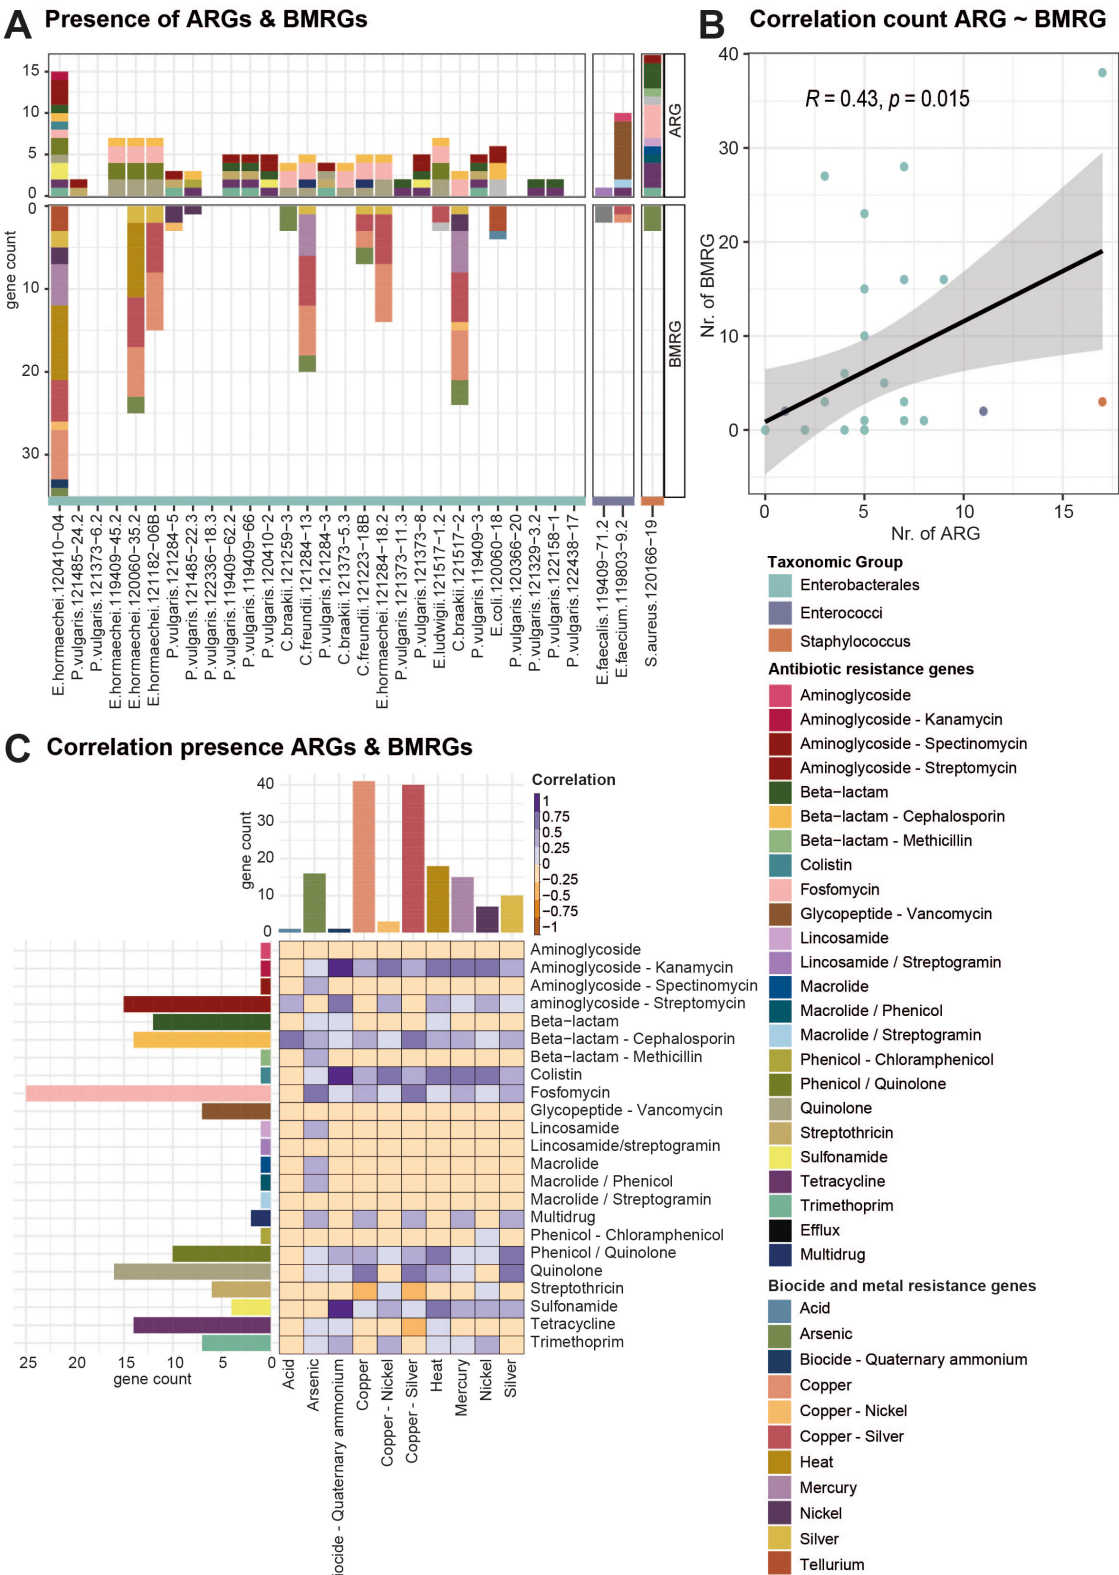 A Presence of ARGs & BMRGs
15
10
5
0
ARG
0
10
20
30
BMRG
gene count
E.hormaechei.120410−04
P.vulgaris.121485−24.2
P.vulgaris.121373−6.2
E.hormaechei.119409−45.2
E.hormaechei.120060−35.2
E.hormaechei.121182−06B
P.vulgaris.121284−5
P.vulgaris.121485−22.3
P.vulgaris.122336−18.3
P.vulgaris.119409−62.2
P.vulgaris.119409−66
P.vulgaris.120410−2
C.braakii.121259−3
C.freundii.121284−13
P.vulgaris.121284−3
C.braakii.121373−5.3
C.freundii.121223−18B
E.hormaechei.121284−18.2
P.vulgaris.121373−11.3
P.vulgaris.121373−8
E.ludwigii.121517−1.2
C.braakii.121517−2
P.vulgaris.119409−3
E.coli.120060−18
P.vulgaris.120366−20
P.vulgaris.121329−3.2
P.vulgaris.122158−1
P.vulgaris.122438−17
E.faecalis.119409−71.2
E.faecium.119803−9.2
S.aureus.120166−19
B Correlation count ARG ~ BMRG
R = 0.43, p = 0.015
40
30
20
10
0
Nr. of BMRG
0 5 10 15
Nr. of ARG
Taxonomic Group
Enterobacterales
Enterococci
Staphylococcus
Antibiotic resistance genes
Aminoglycoside
Aminoglycoside - Kanamycin
Aminoglycoside - Spectinomycin
Aminoglycoside - Streptomycin
Beta−lactam
Beta−lactam - Cephalosporin
Beta−lactam - Methicillin
Colistin
Fosfomycin
Glycopeptide - Vancomycin
Lincosamide
Lincosamide / Streptogramin
Macrolide
Macrolide / Phenicol
Macrolide / Streptogramin
Phenicol - Chloramphenicol
Phenicol / Quinolone
Quinolone
Streptothricin
Sulfonamide
Tetracycline
Trimethoprim
Efflux
Multidrug
Biocide and metal resistance genes
Acid
Arsenic
Biocide - Quaternary ammonium
Copper
Copper - Nickel
Copper - Silver
Heat
Mercury
Nickel
Silver
Tellurium
C Correlation presence ARGs & BMRGs
40
30
20
10
0
gene count
Correlation
1
0.75
0.5
0.25
0
−0.25
−0.5
−0.75
−1
Aminoglycoside
Aminoglycoside - Kanamycin
Aminoglycoside - Spectinomycin
aminoglycoside - Streptomycin
Beta−lactam
Beta−lactam - Cephalosporin
Beta−lactam - Methicillin
Colistin
Fosfomycin
Glycopeptide - Vancomycin
Lincosamide
Lincosamide/streptogramin
Macrolide
Macrolide / Phenicol
Macrolide / Streptogramin
Multidrug
Phenicol - Chloramphenicol
Phenicol / Quinolone
Quinolone
Streptothricin
Sulfonamide
Tetracycline
Trimethoprim
25 20 15 10 5 0
gene count
Acid
Arsenic
iocide - Quaternary ammonium
Copper
Copper - Nickel
Copper - Silver
Heat
Mercury
Nickel
Silver